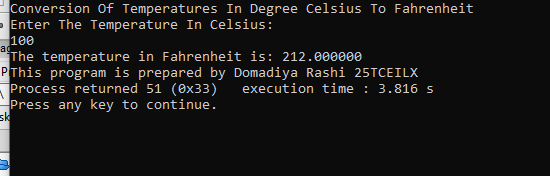 Conversion Of Temperatures In Degree Celsius To Fahrenheit
Enter The Temperature In Celsius:
100
The temperature in Fahrenheit is: 212.000000
This program is prepared by Domadiya Rashi 25TCEILX
Process returned 51 (0x33)   execution time : 3.816 s
Press any key to continue.